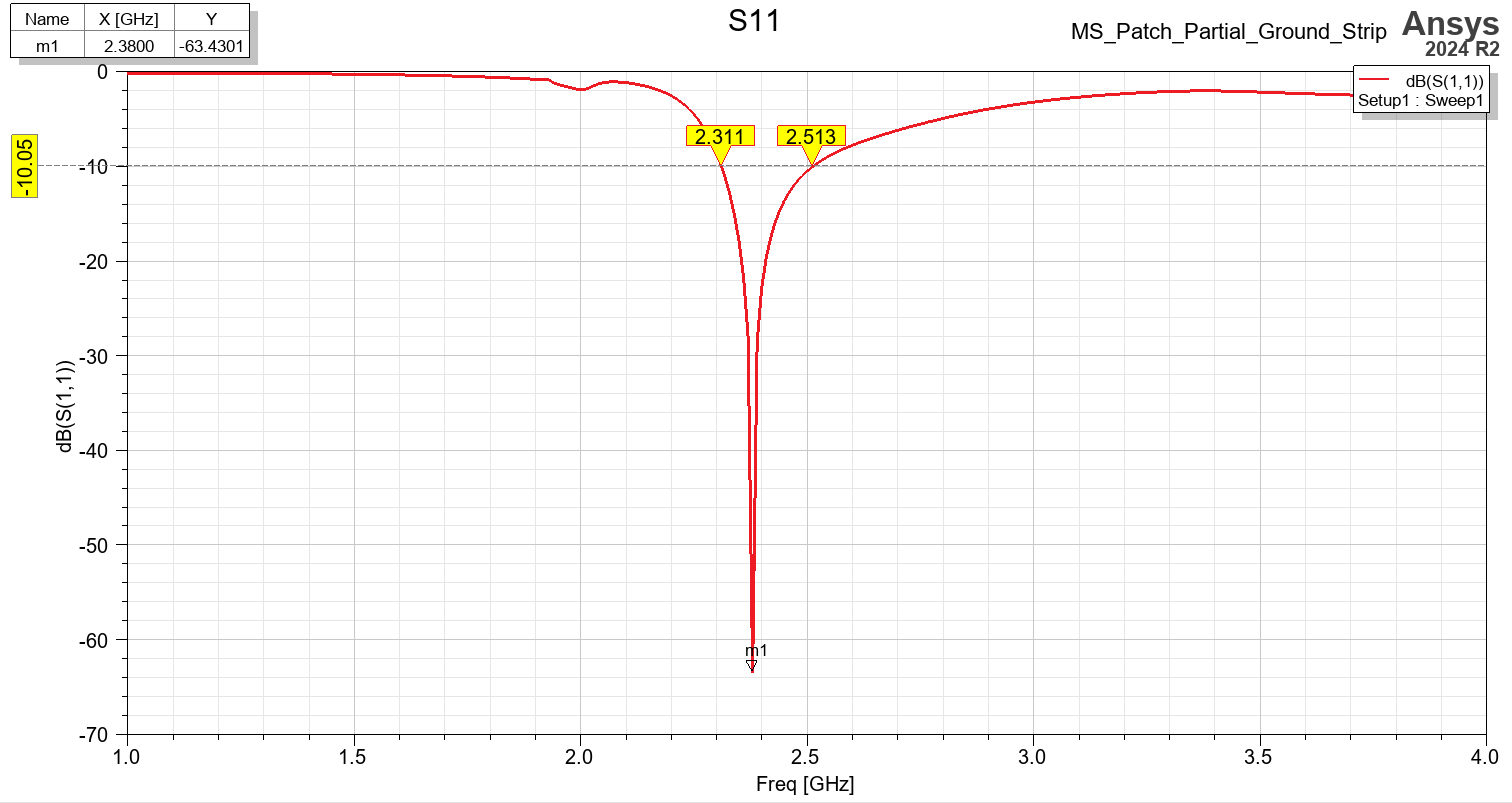 Name X [GHz] Y
m1 2.3800 -63.4301
S11
MS_Patch_Partial_Ground_Strip
Ansys
2024 R2
dB(S(1,1))
Setup1 : Sweep1
2.311 2.513
-10.05
0
-10
-20
-30
-40
-50
-60
-70
dB(S(1,1))
m1
1.0 1.5 2.0 2.5 3.0 3.5 4.0
Freq [GHz]